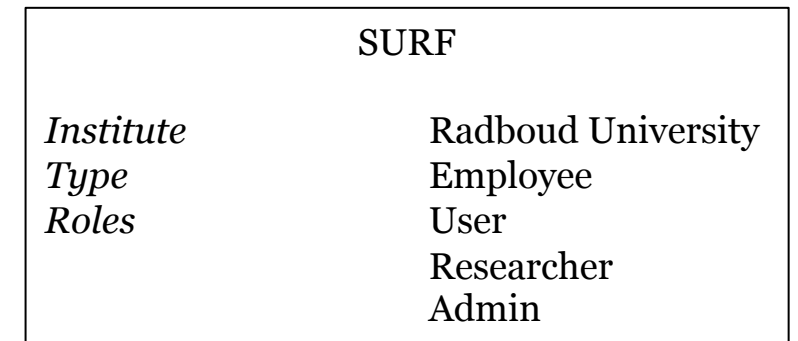 SURF
Institute Radboud University
Type Employee
Roles User
Researcher
Admin